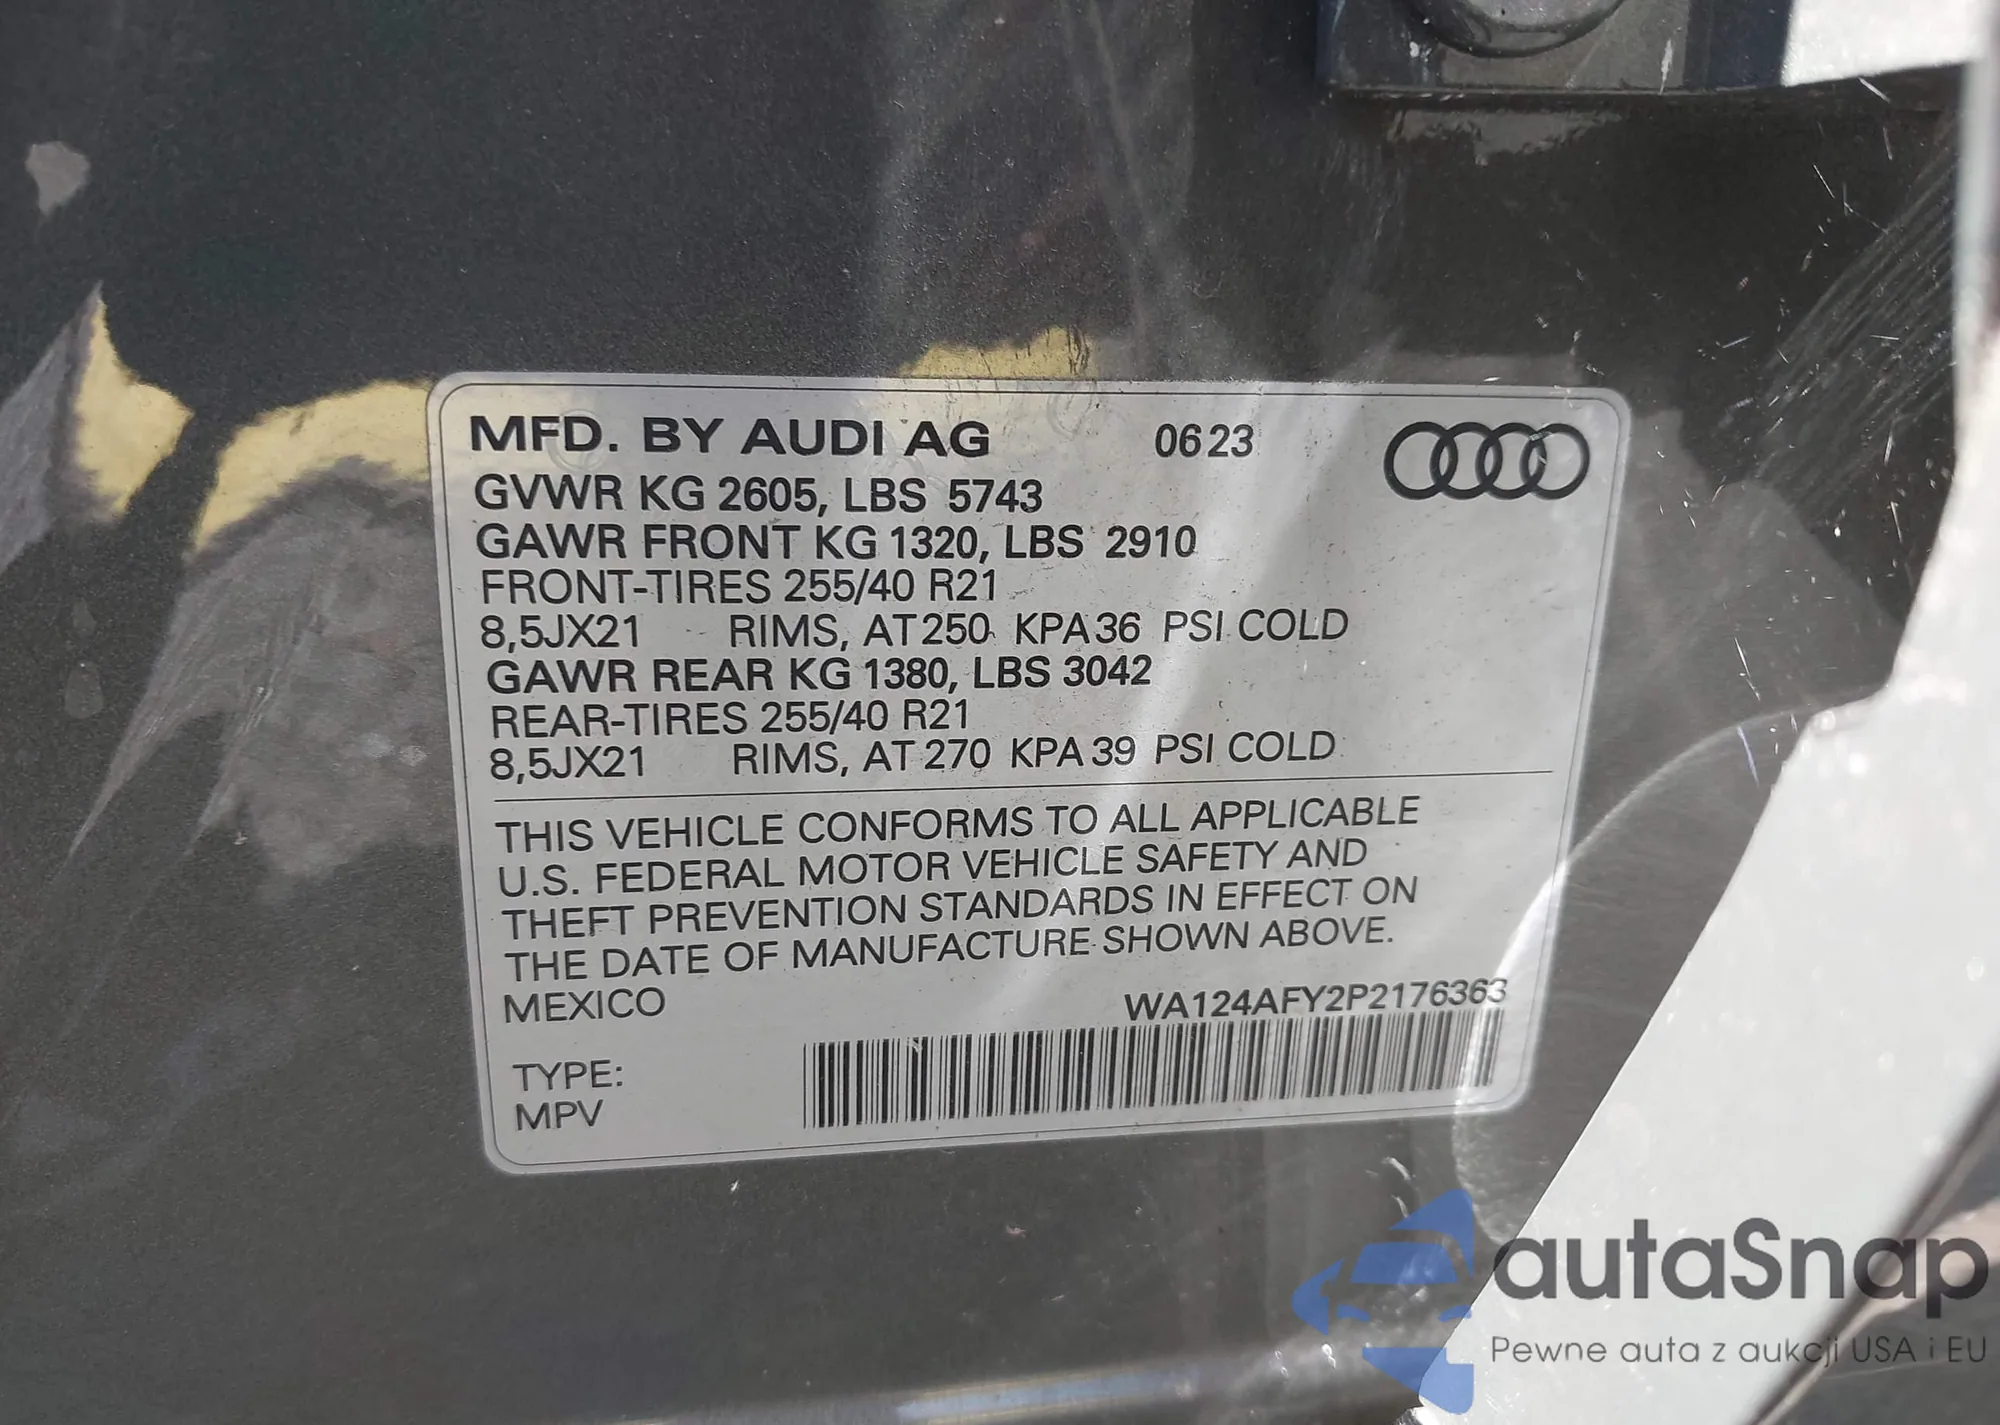 MFD. BY AUDI AG 0623
GVWR KG 2605, LBS 5743
GAWR FRONT KG 1320, LBS 2910
FRONT-TIRES 255/40 R21
8,5JX21 RIMS, AT 250 KPA 36 PSI COLD
GAWR REAR KG 1380, LBS 3042
REAR-TIRES 255/40 R21
8,5JX21 RIMS, AT 270 KPA 39 PSI COLD
THIS VEHICLE CONFORMS TO ALL APPLICABLE
U.S. FEDERAL MOTOR VEHICLE SAFETY AND
THEFT PREVENTION STANDARDS IN EFFECT ON
THE DATE OF MANUFACTURE SHOWN ABOVE.
MEXICO WA124AFY2P2176363
TYPE:
MPV
autaSnap
Pewne auta z aukcji USA i EU